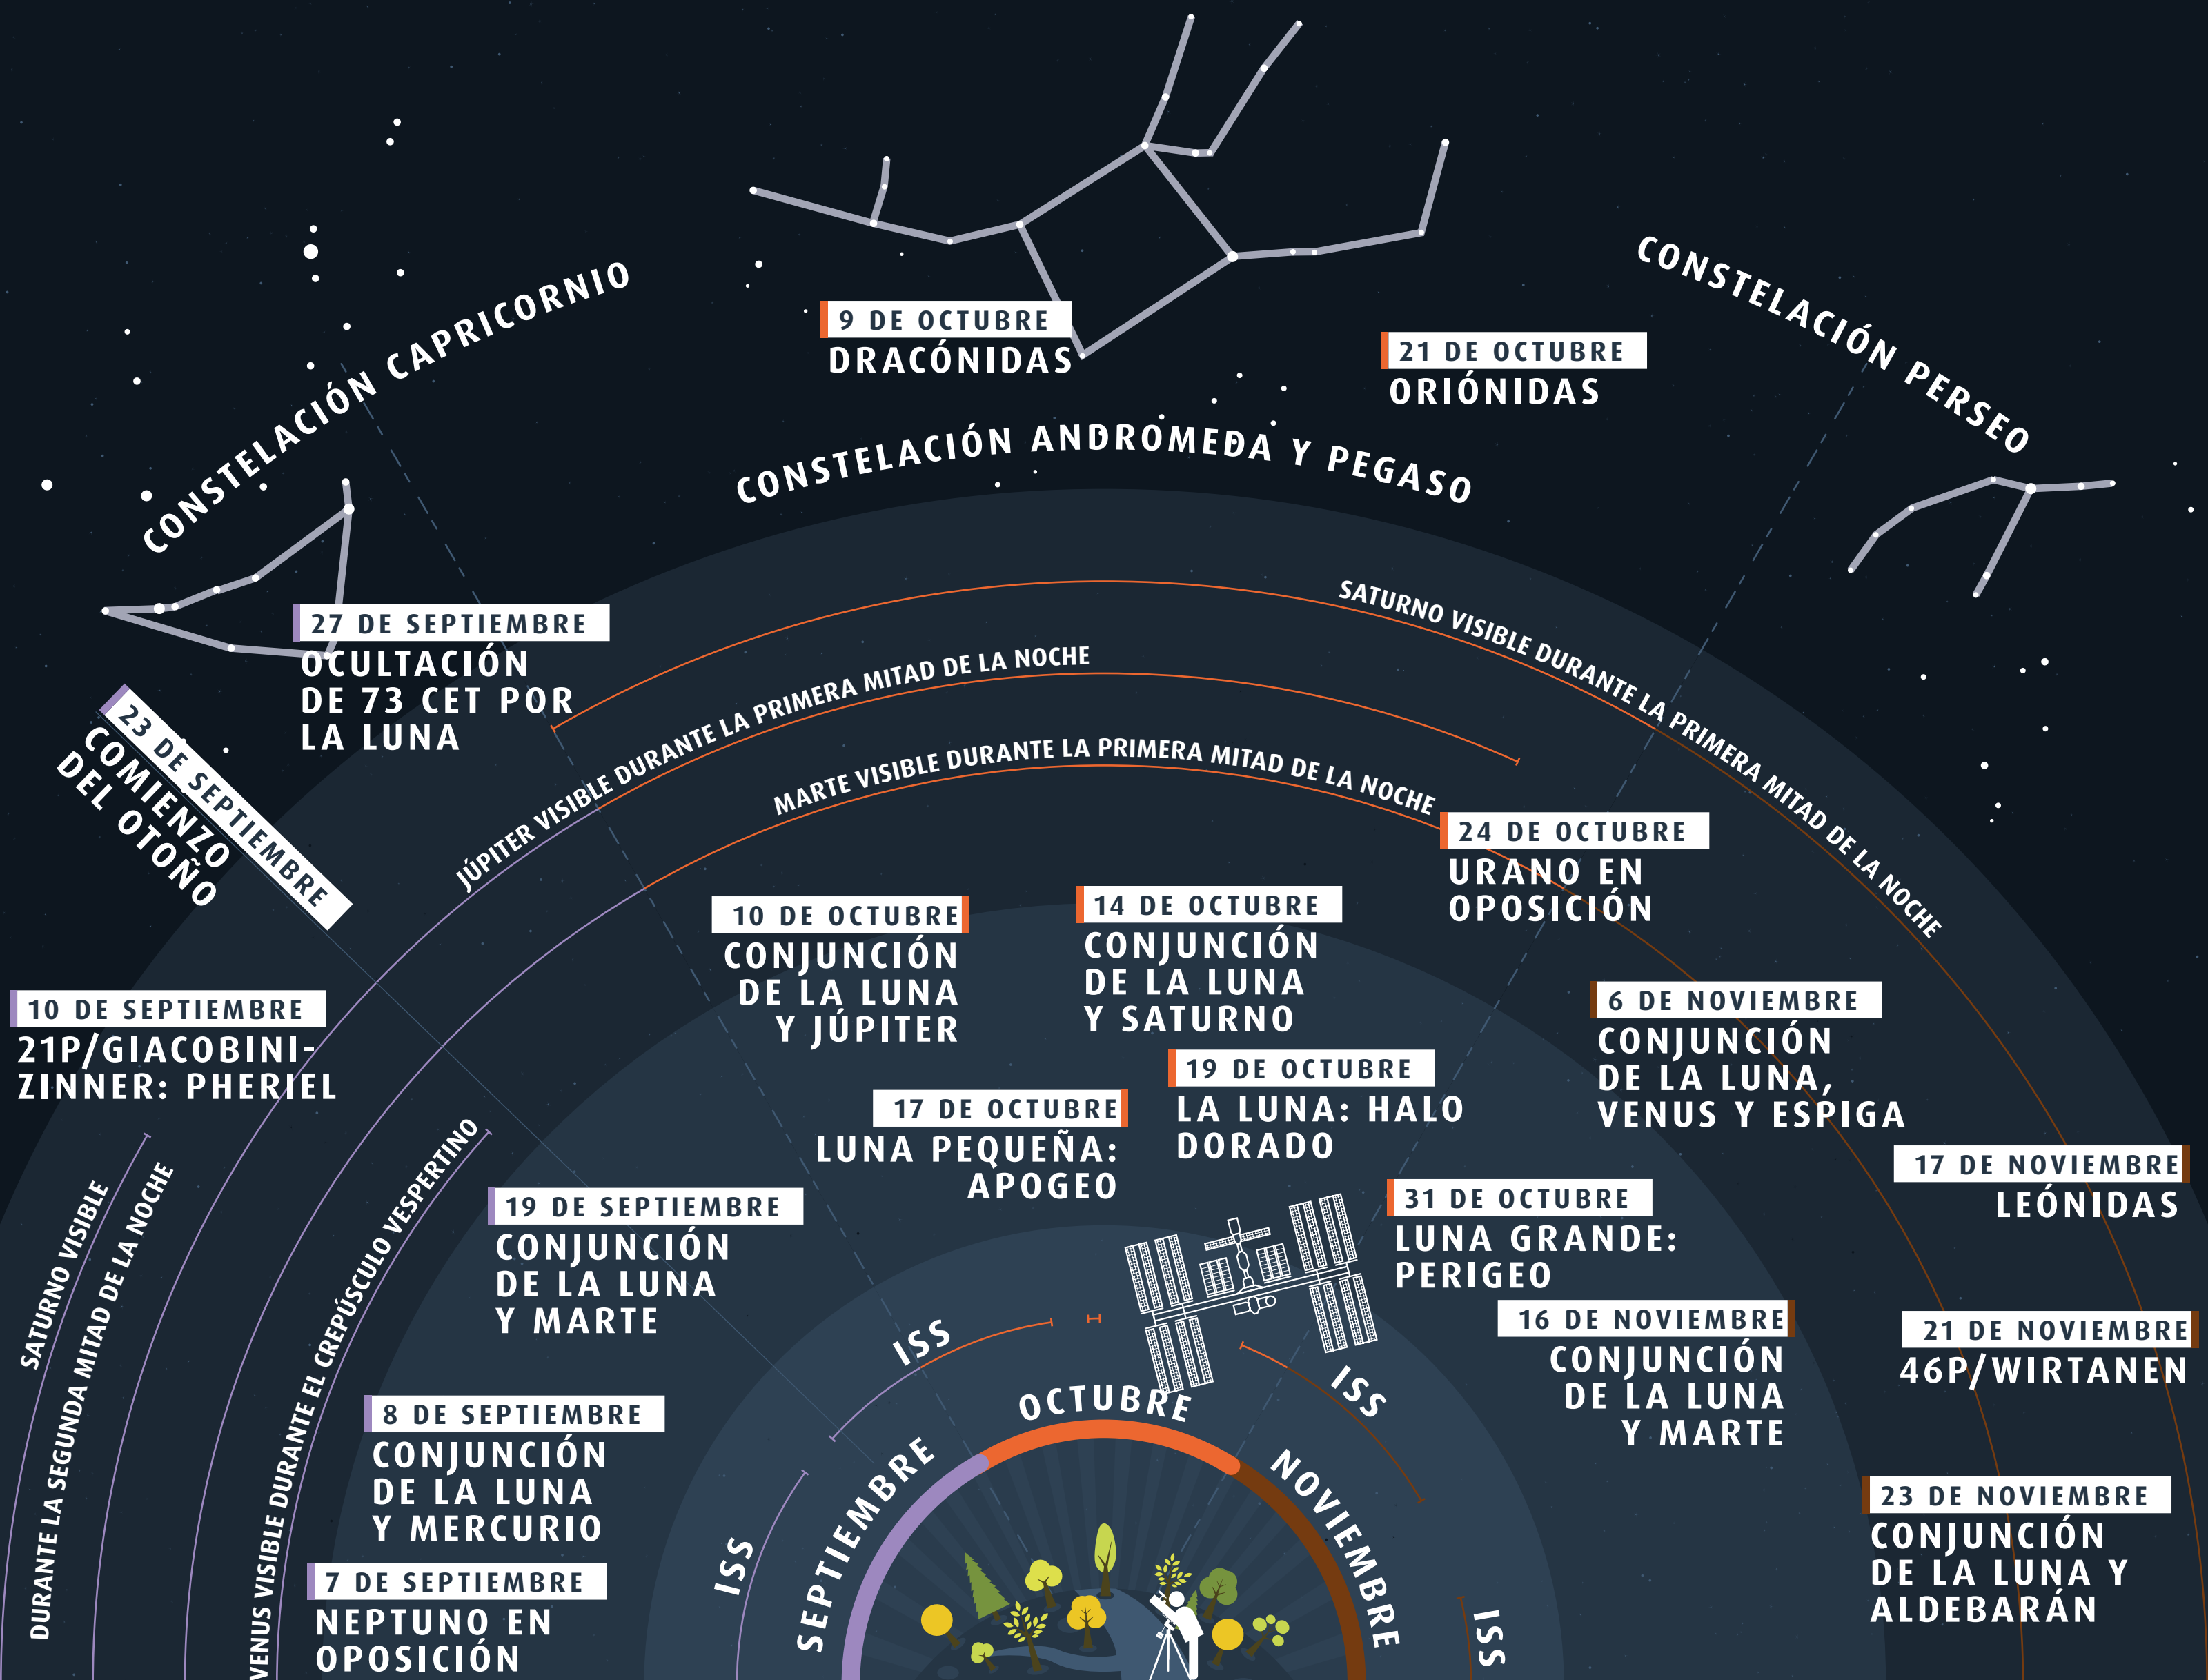 CONSTELACIÓN CAPRICORNIO
CONSTELACIÓN ANDROMEDA Y PEGASO
CONSTELACIÓN PERSEO
9 DE OCTUBRE
DRACÓNIDAS
21 DE OCTUBRE
ORIÓNIDAS
27 DE SEPTIEMBRE
OCULTACIÓN
DE 73 CET POR
LA LUNA
23 DE SEPTIEMBRE
COMIENZO
DEL OTOÑO
SATURNO VISIBLE DURANTE LA PRIMERA MITAD DE LA NOCHE
JÚPITER VISIBLE DURANTE LA PRIMERA MITAD DE LA NOCHE
MARTE VISIBLE DURANTE LA PRIMERA MITAD DE LA NOCHE
24 DE OCTUBRE
URANO EN
OPOSICIÓN
10 DE OCTUBRE
CONJUNCIÓN
DE LA LUNA
Y JÚPITER
14 DE OCTUBRE
CONJUNCIÓN
DE LA LUNA
Y SATURNO
10 DE SEPTIEMBRE
21P/GIACOBINI-
ZINNER: PHERIEL
6 DE NOVIEMBRE
CONJUNCIÓN
DE LA LUNA,
VENUS Y ESPIGA
17 DE OCTUBRE
LUNA PEQUEÑA:
APOGEO
19 DE OCTUBRE
LA LUNA: HALO
DORADO
17 DE NOVIEMBRE
LEÓNIDAS
SATURNO VISIBLE
DURANTE LA SEGUNDA MITAD DE LA NOCHE
VENUS VISIBLE DURANTE EL CREPÚSCULO VESPERTINO
19 DE SEPTIEMBRE
CONJUNCIÓN
DE LA LUNA
Y MARTE
31 DE OCTUBRE
LUNA GRANDE:
PERIGEO
16 DE NOVIEMBRE
CONJUNCIÓN
DE LA LUNA
Y MARTE
21 DE NOVIEMBRE
46P/WIRTANEN
8 DE SEPTIEMBRE
CONJUNCIÓN
DE LA LUNA
Y MERCURIO
23 DE NOVIEMBRE
CONJUNCIÓN
DE LA LUNA Y
ALDEBARÁN
7 DE SEPTIEMBRE
NEPTUNO EN
OPOSICIÓN
ISS
ISS
ISS
ISS
SEPTIEMBRE
OCTUBRE
NOVIEMBRE